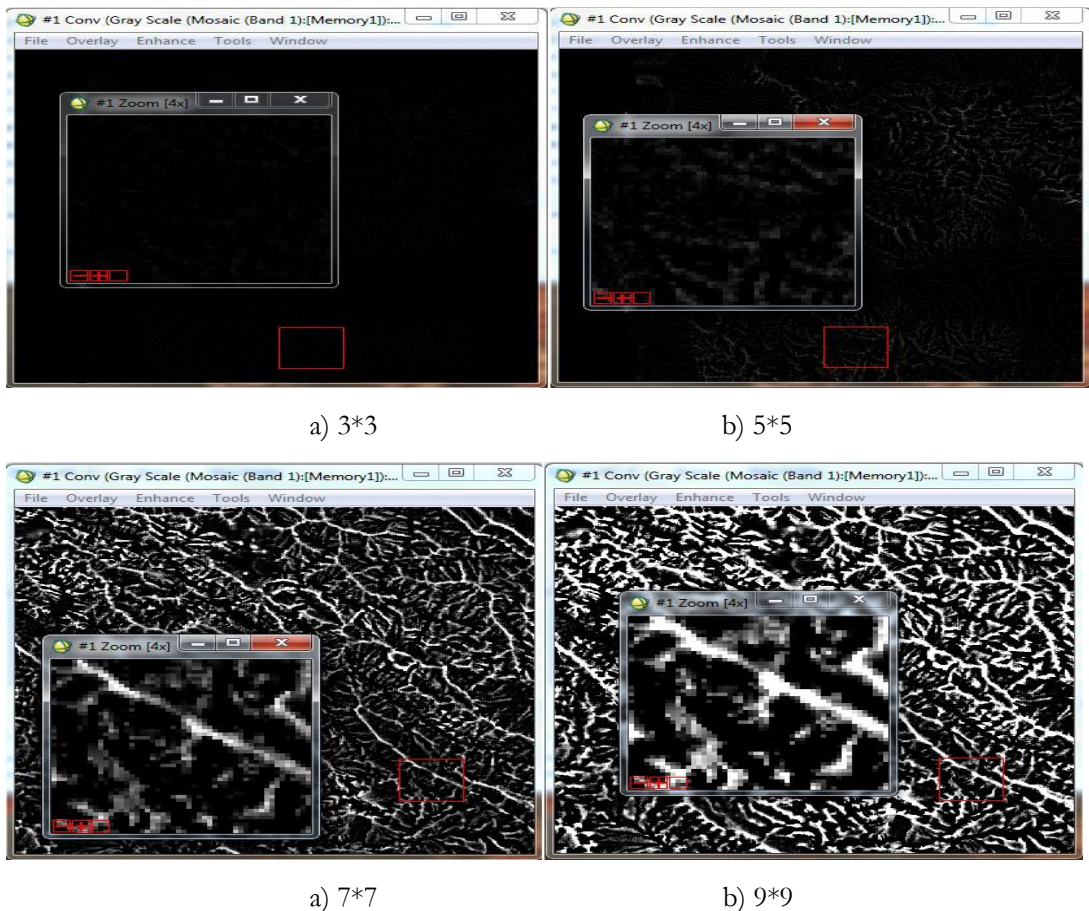 #1 Conv (Gray Scale (Mosaic (Band 1):[Memory1]):...
File Overlay Enhance Tools Window
#1 Zoom [4x]
#1 Conv (Gray Scale (Mosaic (Band 1):[Memory1]):...
File Overlay Enhance Tools Window
#1 Zoom [4x]
a) 3*3
b) 5*5
#1 Conv (Gray Scale (Mosaic (Band 1):[Memory1]):...
File Overlay Enhance Tools Window
#1 Zoom [4x]
#1 Conv (Gray Scale (Mosaic (Band 1):[Memory1]):...
File Overlay Enhance Tools Window
#1 Zoom [4x]
a) 7*7
b) 9*9